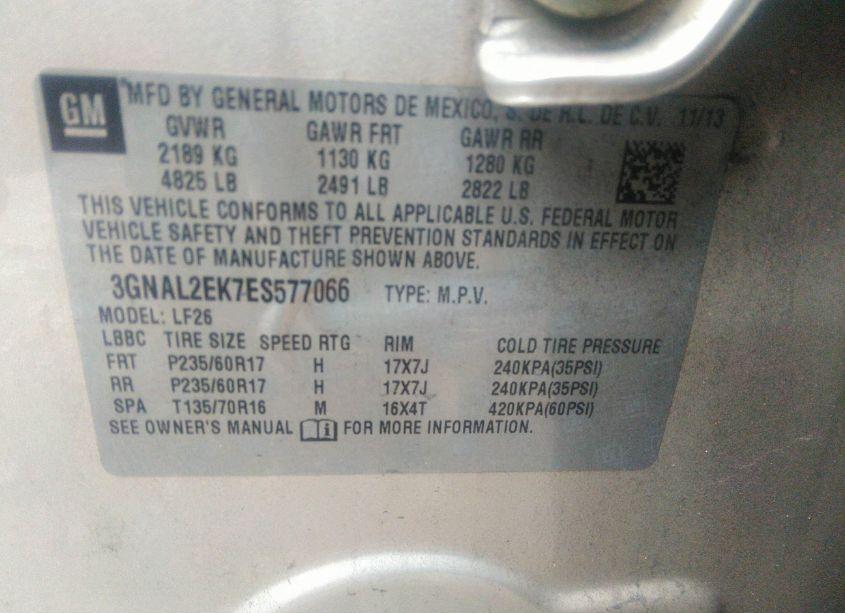 GM
MFD BY GENERAL MOTORS DE MEXICO, S. DE R.L. DE C.V. 11/13
GVWR GAWR FRT GAWR RR
2189 KG 1130 KG 1280 KG
4825 LB 2491 LB 2822 LB
THIS VEHICLE CONFORMS TO ALL APPLICABLE U.S. FEDERAL MOTOR
VEHICLE SAFETY AND THEFT PREVENTION STANDARDS IN EFFECT ON
THE DATE OF MANUFACTURE SHOWN ABOVE.
3GNAL2EK7ES577066 TYPE: M.P.V.
MODEL: LF26
LBBC TIRE SIZE SPEED RTG RIM COLD TIRE PRESSURE
FRT P235/60R17 H 17X7J 240KPA(35PSI)
RR P235/60R17 H 17X7J 240KPA(35PSI)
SPA T135/70R16 M 16X4T 420KPA(60PSI)
SEE OWNER'S MANUAL FOR MORE INFORMATION.